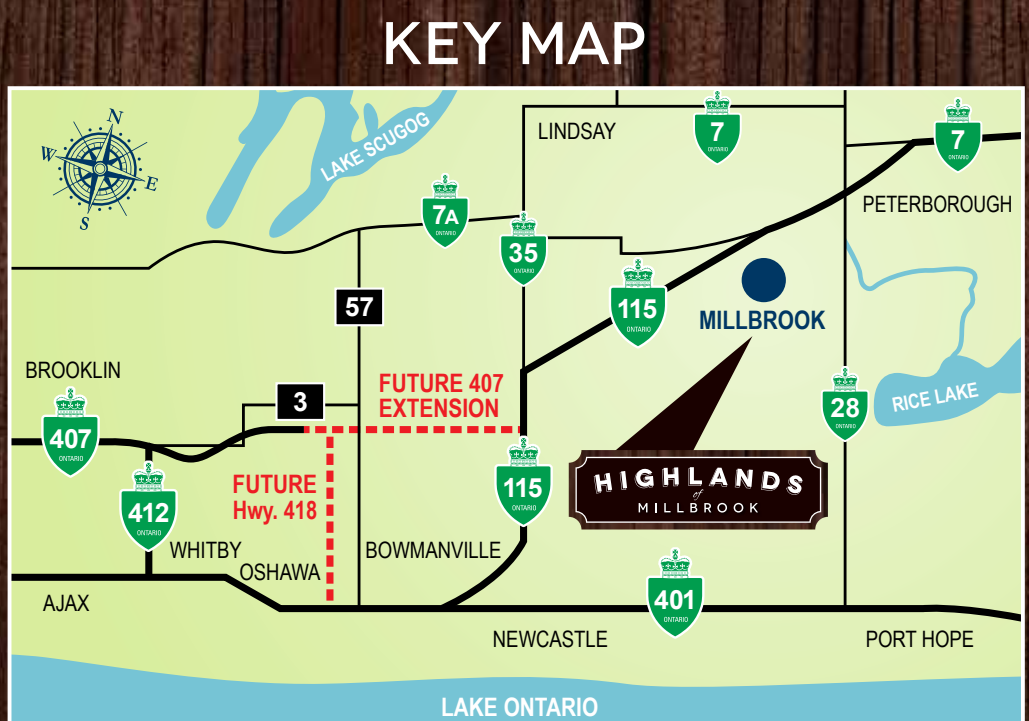 KEY MAP
N
W
E
S
LAKE SCUGOG
LINDSAY
7
ONTARIO
7
ONTARIO
PETERBOROUGH
7A
ONTARIO
35
ONTARIO
57
115
ONTARIO
MILLBROOK
BROOKLIN
407
ONTARIO
3
FUTURE 407
EXTENSION
28
ONTARIO
RICE LAKE
412
ONTARIO
FUTURE
Hwy. 418
115
ONTARIO
HIGHLANDS
of
MILLBROOK
WHITBY
OSHAWA
BOWMANVILLE
AJAX
401
ONTARIO
NEWCASTLE
PORT HOPE
LAKE ONTARIO